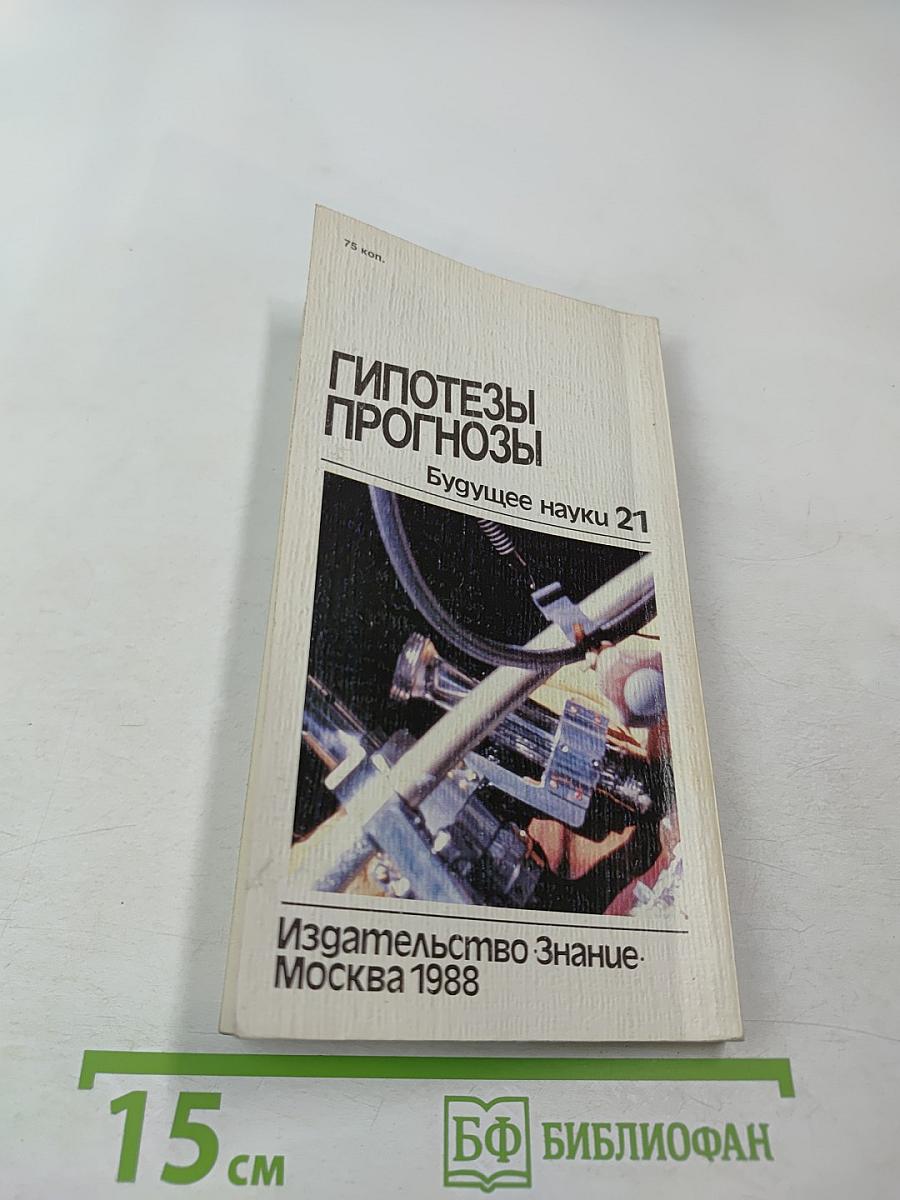 75 коп.
ГИПОТЕЗЫ
ПРОГНОЗЫ
Будущее науки 21
Издательство ·Знание·
Москва 1988
15 см
БФ БИБЛИОФАН